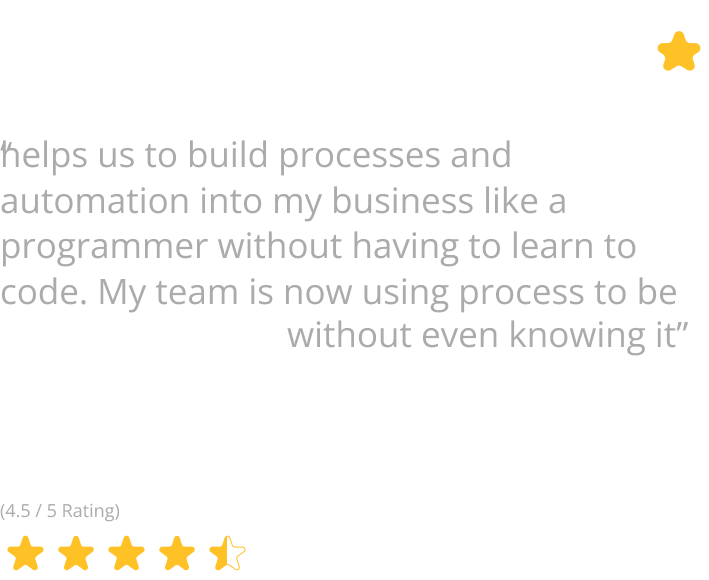 “
helps us to build processes and
automation into my business like a
programmer without having to learn to
code. My team is now using process to be
without even knowing it”
(4.5 / 5 Rating)